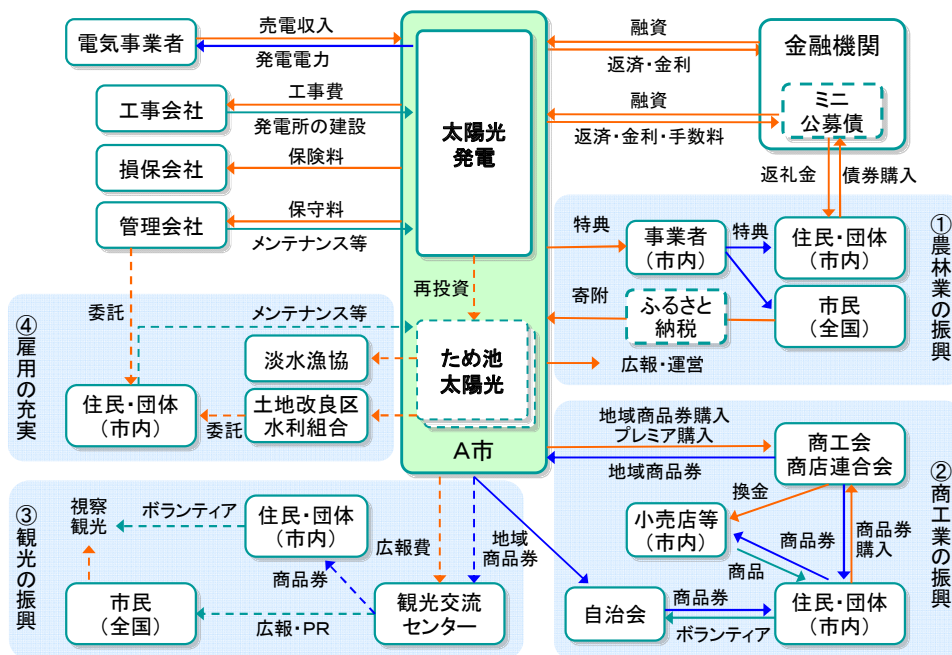 電気事業者
売電収入
発電電力
工事会社
工事費
発電所の建設
損保会社
保険料
管理会社
保守料
メンテナンス等
太陽光
発電
再投資
ため池
太陽光
A市
融資
返済・金利
金融機関
融資
返済・金利・手数料
ミニ
公募債
返礼金
債券購入
①農林業の振興
特典
事業者
(市内)
特典
住民・団体
(市内)
寄附
ふるさと
納税
市民
(全国)
広報・運営
④雇用の充実
委託
メンテナンス等
淡水漁協
住民・団体
(市内)
委託
土地改良区
水利組合
②商工業の振興
地域商品券購入
プレミア購入
地域商品券
商工会
商店連合会
換金
小売店等
(市内)
商品券
商品
商品券
購入
自治会
商品券
ボランティア
住民・団体
(市内)
③観光の振興
視察
観光
ボランティア
住民・団体
(市内)
広報費
地域
商品券
商品券
市民
(全国)
広報・PR
観光交流
センター